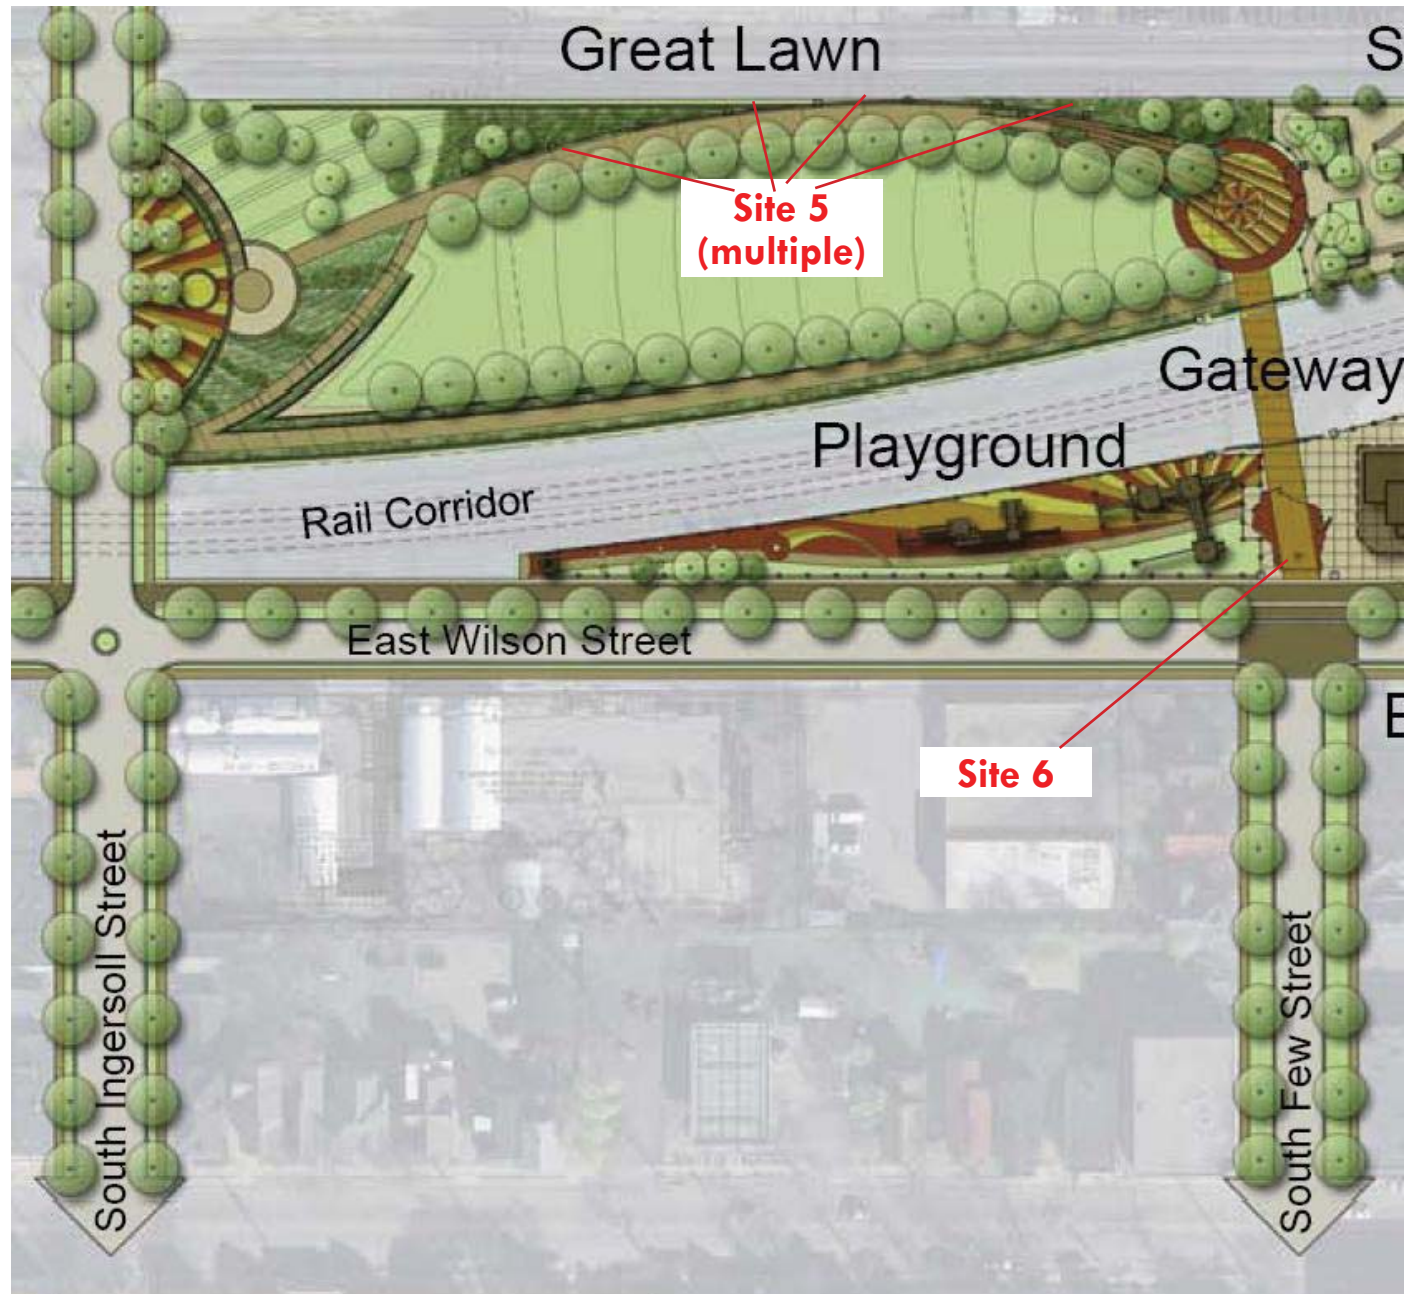 Great Lawn
S
Site 5
(multiple)
Gateway
Playground
Rail Corridor
East Wilson Street
E
Site 6
South Ingersoll Street
South Few Street